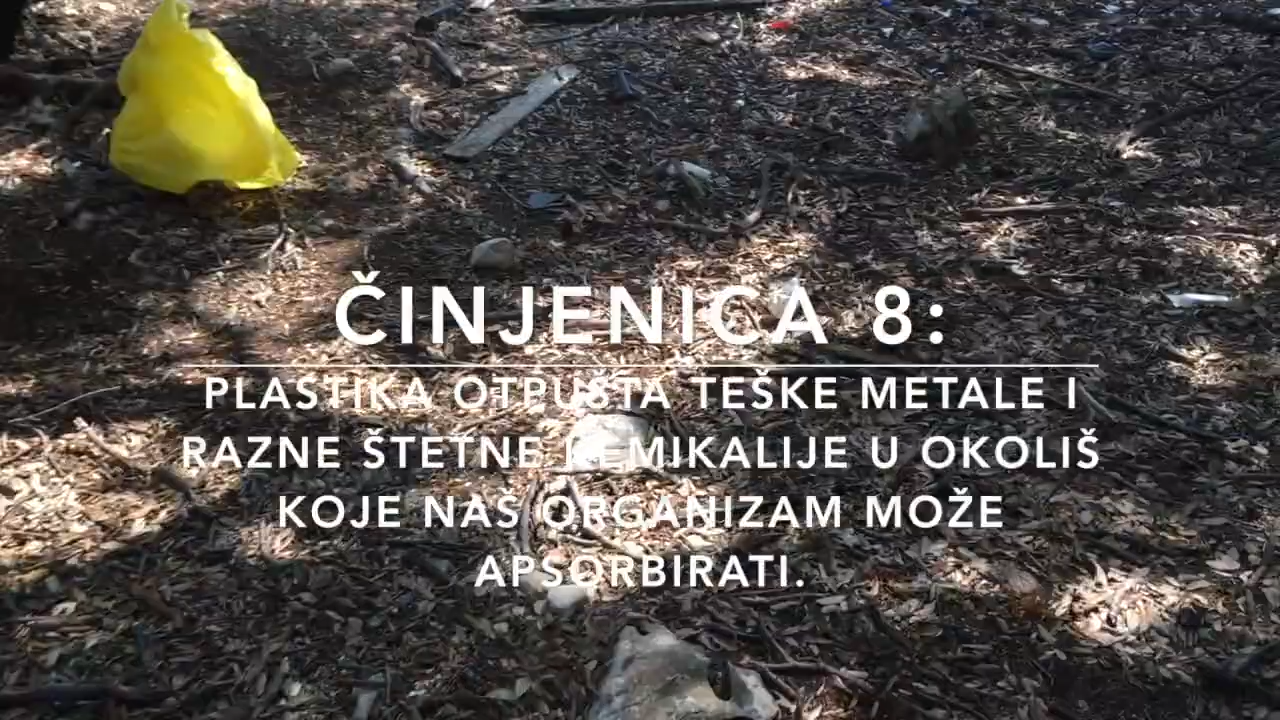 ČINJENICA 8:
PLASTIKA OTPUŠTA TEŠKE METALE I
RAZNE ŠTETNE KEMIKALIJE U OKOLIŠ
KOJE NAŠ ORGANIZAM MOŽE
APSORBIRATI.